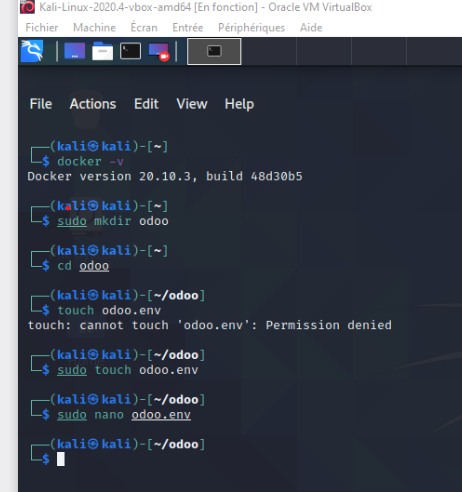 Kali-Linux-2020.4-vbox-amd64 [En fonction] - Oracle VM VirtualBox
Fichier Machine Écran Entrée Périphériques Aide
File Actions Edit View Help
┌──(kali㉿kali)-[~]
└─$ docker -v
Docker version 20.10.3, build 48d30b5
┌──(kali㉿kali)-[~]
└─$ sudo mkdir odoo
┌──(kali㉿kali)-[~]
└─$ cd odoo
┌──(kali㉿kali)-[~/odoo]
└─$ touch odoo.env
touch: cannot touch 'odoo.env': Permission denied
┌──(kali㉿kali)-[~/odoo]
└─$ sudo touch odoo.env
┌──(kali㉿kali)-[~/odoo]
└─$ sudo nano odoo.env
┌──(kali㉿kali)-[~/odoo]
└─$